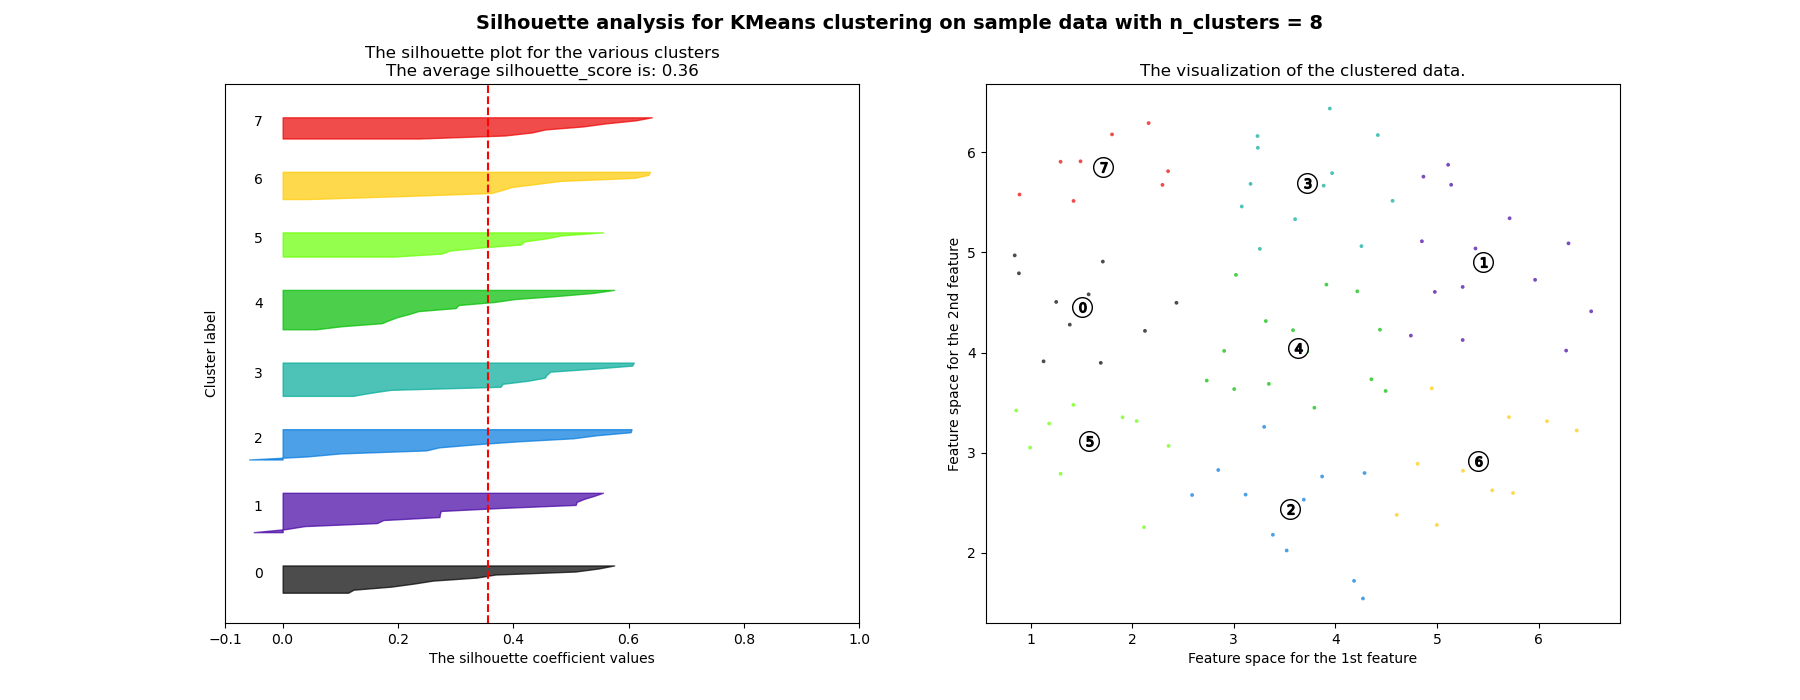 Silhouette analysis for KMeans clustering on sample data with n_clusters = 8
The silhouette plot for the various clusters
The average silhouette_score is: 0.36
7
6
5
4
3
2
1
0
Cluster label
−0.1 0.0 0.2 0.4 0.6 0.8 1.0
The silhouette coefficient values
The visualization of the clustered data.
6
5
4
3
2
Feature space for the 2nd feature
7
3
1
0
4
5
6
2
1 2 3 4 5 6
Feature space for the 1st feature